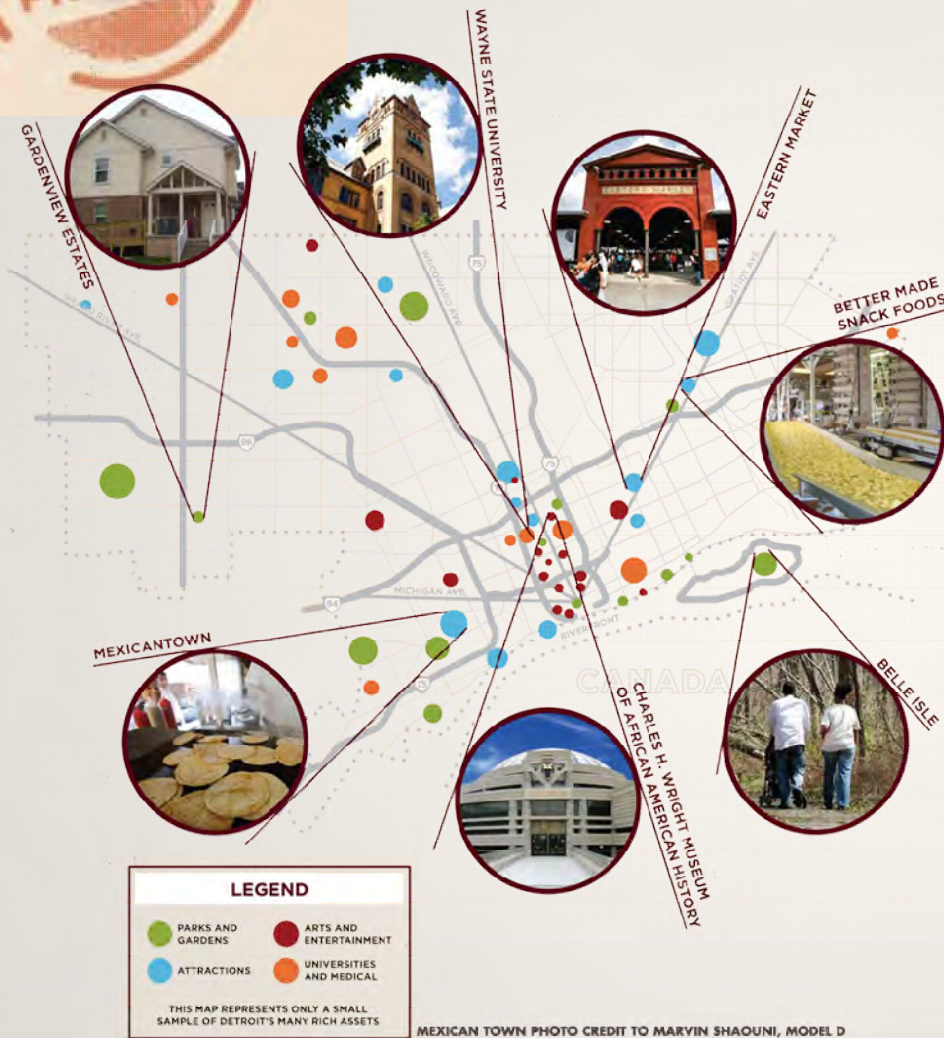 GARDENVIEW ESTATES
WAYNE STATE UNIVERSITY
EASTERN MARKET
BETTER MADE
SNACK FOODS
WOODWARD AVE
75
GRATIOT AVE
GRAND RIVER AVE
96
75
94
MICHIGAN AVE
RIVERFRONT
MEXICANTOWN
75
CANADA
CHARLES H. WRIGHT MUSEUM
OF AFRICAN AMERICAN HISTORY
BELLE ISLE
LEGEND
PARKS AND
GARDENS
ARTS AND
ENTERTAINMENT
ATTRACTIONS
UNIVERSITIES
AND MEDICAL
THIS MAP REPRESENTS ONLY A SMALL
SAMPLE OF DETROIT'S MANY RICH ASSETS
MEXICAN TOWN PHOTO CREDIT TO MARVIN SHAOUNI, MODEL D